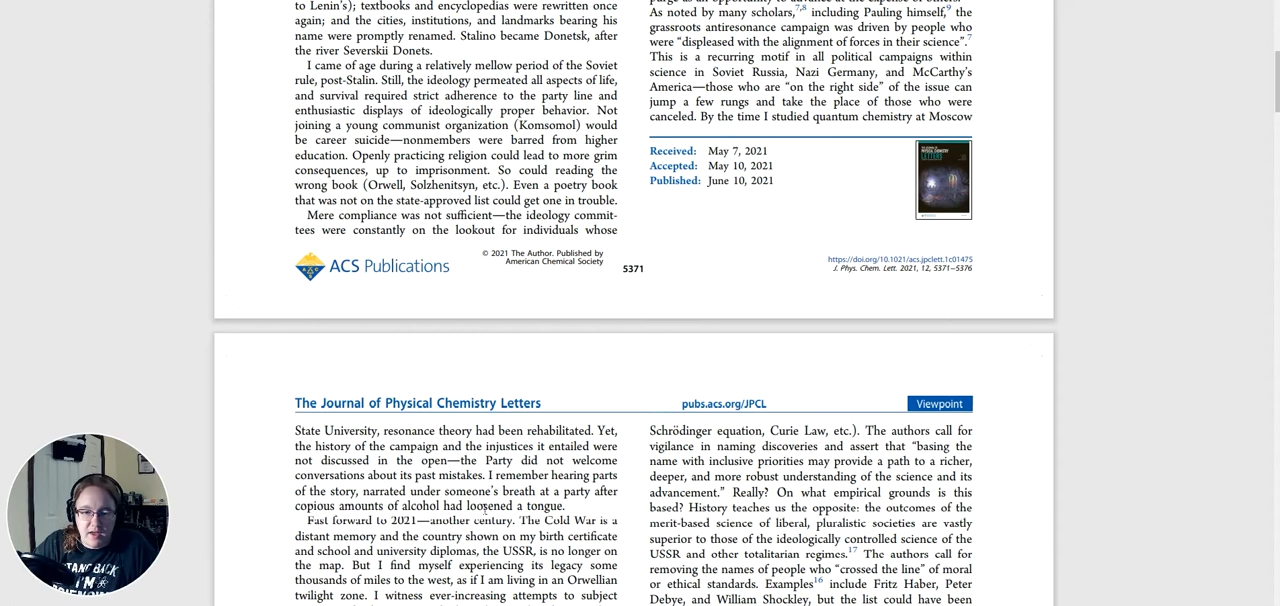 to Lenin's); textbooks and encyclopedias were rewritten once
again; and the cities, institutions, and landmarks bearing his
name were promptly renamed. Stalino became Donetsk, after
the river Severskii Donets.
I came of age during a relatively mellow period of the Soviet
rule, post-Stalin. Still, the ideology permeated all aspects of life,
and survival required strict adherence to the party line and
enthusiastic displays of ideologically proper behavior. Not
joining a young communist organization (Komsomol) would
be career suicide—nonmembers were barred from higher
education. Openly practicing religion could lead to more grim
consequences, up to imprisonment. So could reading the
wrong book (Orwell, Solzhenitsyn, etc.). Even a poetry book
that was not on the state-approved list could get one in trouble.
Mere compliance was not sufficient—the ideology commit-
tees were constantly on the lookout for individuals whose
As noted by many scholars,7,8 including Pauling himself,9 the
grassroots antiresonance campaign was driven by people who
were "displeased with the alignment of forces in their science".7
This is a recurring motif in all political campaigns within
science in Soviet Russia, Nazi Germany, and McCarthy's
America—those who are "on the right side" of the issue can
jump a few rungs and take the place of those who were
canceled. By the time I studied quantum chemistry at Moscow
Received: May 7, 2021
Accepted: May 10, 2021
Published: June 10, 2021
ACS Publications
© 2021 The Author. Published by
American Chemical Society
5371
https://doi.org/10.1021/acs.jpclett.1c01475
J. Phys. Chem. Lett. 2021, 12, 5371−5376
The Journal of Physical Chemistry Letters
pubs.acs.org/JPCL
Viewpoint
State University, resonance theory had been rehabilitated. Yet,
the history of the campaign and the injustices it entailed were
not discussed in the open—the Party did not welcome
conversations about its past mistakes. I remember hearing parts
of the story, narrated under someone's breath at a party after
copious amounts of alcohol had loosened a tongue.
Fast forward to 2021—another century. The Cold War is a
distant memory and the country shown on my birth certificate
and school and university diplomas, the USSR, is no longer on
the map. But I find myself experiencing its legacy some
thousands of miles to the west, as if I am living in an Orwellian
twilight zone. I witness ever-increasing attempts to subject
Schrödinger equation, Curie Law, etc.). The authors call for
vigilance in naming discoveries and assert that "basing the
name with inclusive priorities may provide a path to a richer,
deeper, and more robust understanding of the science and its
advancement." Really? On what empirical grounds is this
based? History teaches us the opposite: the outcomes of the
merit-based science of liberal, pluralistic societies are vastly
superior to those of the ideologically controlled science of the
USSR and other totalitarian regimes.17 The authors call for
removing the names of people who "crossed the line" of moral
or ethical standards. Examples16 include Fritz Haber, Peter
Debye, and William Shockley, but the list could have been